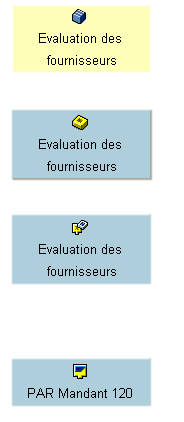 Evaluation des
fournisseurs
Evaluation des
fournisseurs
Evaluation des
fournisseurs
PAR Mandant 120